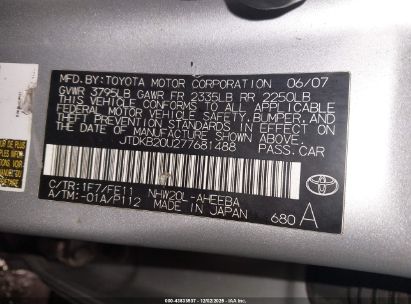 MFD.BY:TOYOTA MOTOR CORPORATION 06/07
GVWR 3795LB GAWR FR 2335LB RR 2250LB
THIS VEHICLE CONFORMS TO ALL APPLICABLE
FEDERAL MOTOR VEHICLE SAFETY,BUMPER,AND
THEFT PREVENTION STANDARDS IN EFFECT ON
THE DATE OF MANUFACTURE SHOWN ABOVE.
JTDKB20U277681488
PASS.CAR
C/TR:1F7/FE11 NHW20L-AHEEBA
A/TM:-01A/P112 MADE IN JAPAN 680A
TOYOTA